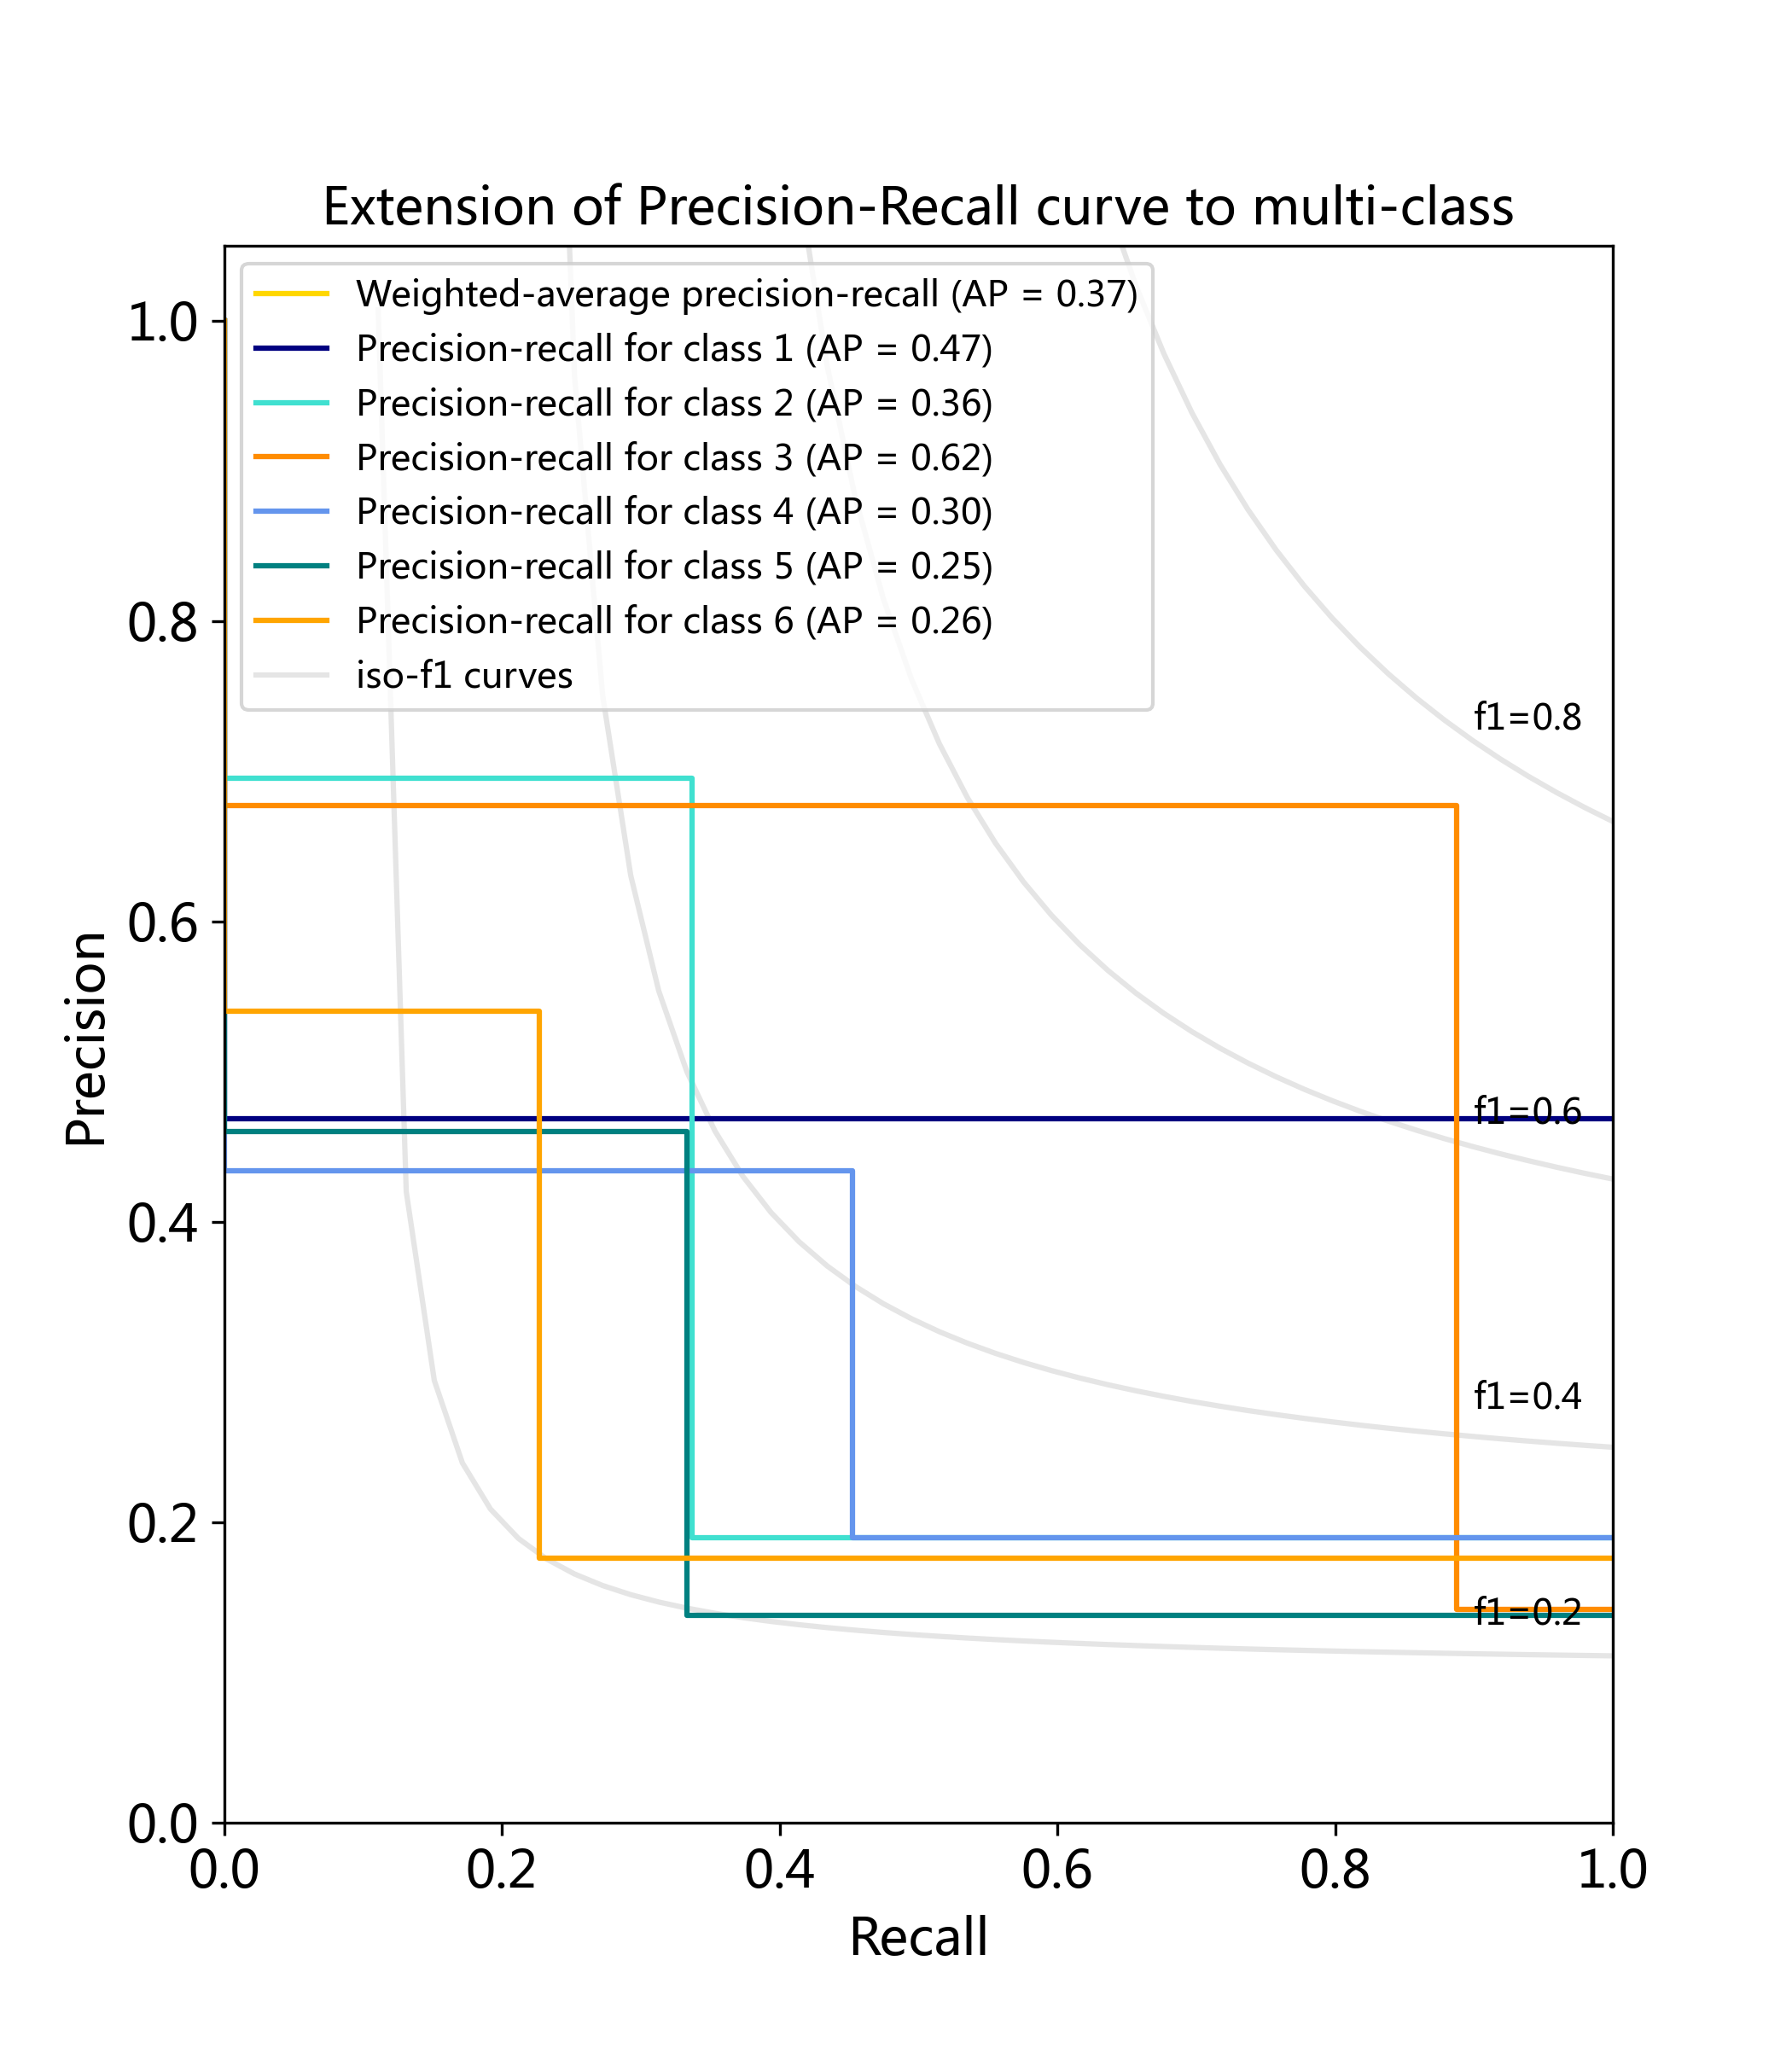 Extension of Precision-Recall curve to multi-class
Weighted-average precision-recall (AP = 0.37)
Precision-recall for class 1 (AP = 0.47)
Precision-recall for class 2 (AP = 0.36)
Precision-recall for class 3 (AP = 0.62)
Precision-recall for class 4 (AP = 0.30)
Precision-recall for class 5 (AP = 0.25)
Precision-recall for class 6 (AP = 0.26)
iso-f1 curves
1.0
0.8
0.6
0.4
0.2
0.0
Precision
f1=0.8
f1=0.6
f1=0.4
f1=0.2
0.0 0.2 0.4 0.6 0.8 1.0
Recall